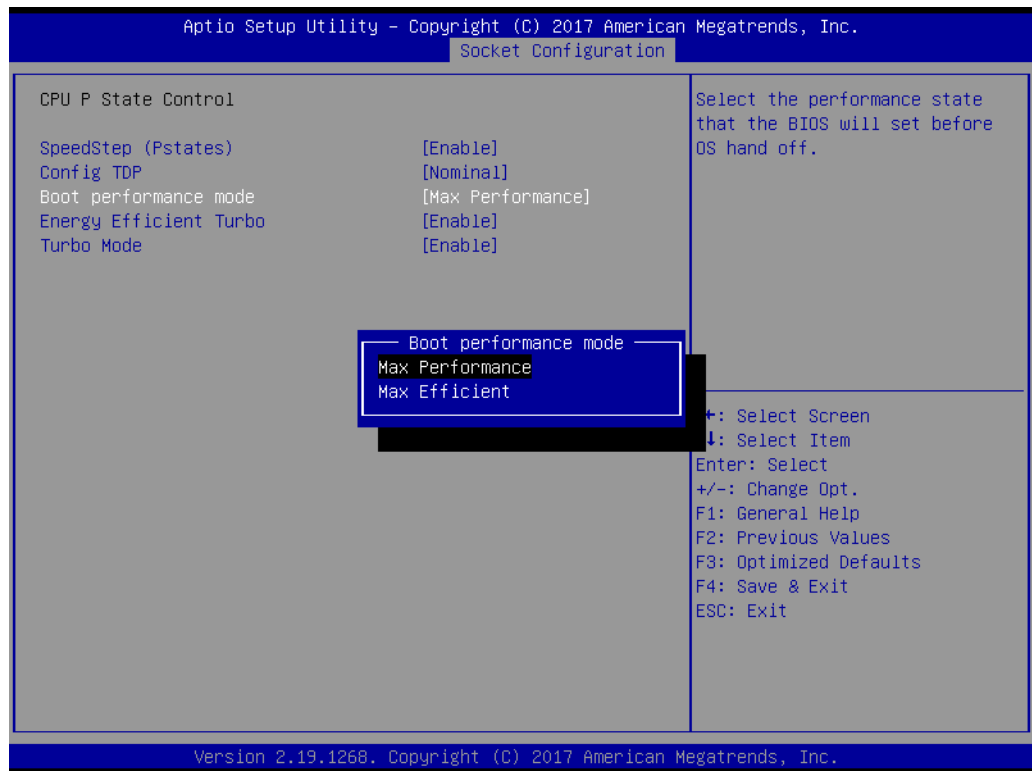 Aptio Setup Utility – Copyright (C) 2017 American Megatrends, Inc.
Socket Configuration
CPU P State Control
SpeedStep (Pstates) [Enable]
Config TDP [Nominal]
Boot performance mode [Max Performance]
Energy Efficient Turbo [Enable]
Turbo Mode [Enable]
Boot performance mode
Max Performance
Max Efficient
Select the performance state
that the BIOS will set before
OS hand off.
: Select Screen
: Select Item
Enter: Select
+/-: Change Opt.
F1: General Help
F2: Previous Values
F3: Optimized Defaults
F4: Save & Exit
ESC: Exit
Version 2.19.1268. Copyright (C) 2017 American Megatrends, Inc.